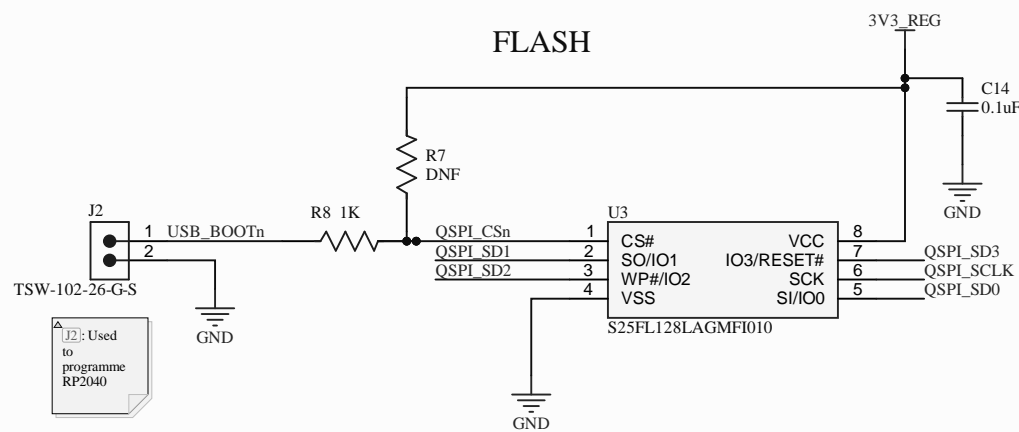 3V3_REG
FLASH
C14
0.1uF
R7
DNF
GND
J2
R8 1K
U3
1 USB_BOOTn
QSPI_CSn 1 CS# VCC 8
2
QSPI_SD1 2 SO/IO1 IO3/RESET# 7 QSPI_SD3
QSPI_SD2 3 WP#/IO2 SCK 6 QSPI_SCLK
4 VSS SI/IO0 5 QSPI_SD0
TSW-102-26-G-S
S25FL128LAGMFI010
GND
J2 : Used
to
programme
RP2040
GND